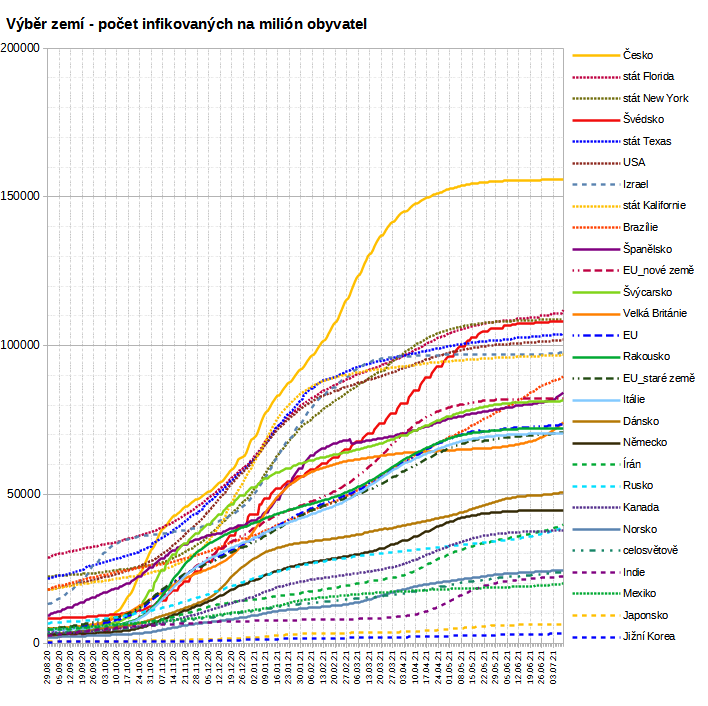 Výběr zemí - počet infikovaných na milión obyvatel
200000
150000
100000
50000
0
29.08.20
05.09.20
12.09.20
19.09.20
26.09.20
03.10.20
10.10.20
17.10.20
24.10.20
31.10.20
07.11.20
14.11.20
21.11.20
28.11.20
05.12.20
12.12.20
19.12.20
26.12.20
02.01.21
09.01.21
16.01.21
23.01.21
30.01.21
06.02.21
13.02.21
20.02.21
27.02.21
06.03.21
13.03.21
20.03.21
27.03.21
03.04.21
10.04.21
17.04.21
24.04.21
01.05.21
08.05.21
15.05.21
22.05.21
29.05.21
05.06.21
12.06.21
19.06.21
26.06.21
03.07.21
Česko
stát Florida
stát New York
Švédsko
stát Texas
USA
Izrael
stát Kalifornie
Brazílie
Španělsko
EU_nové země
Švýcarsko
Velká Británie
EU
Rakousko
EU_staré země
Itálie
Dánsko
Německo
Írán
Rusko
Kanada
Norsko
celosvětově
Indie
Mexiko
Japonsko
Jižní Korea